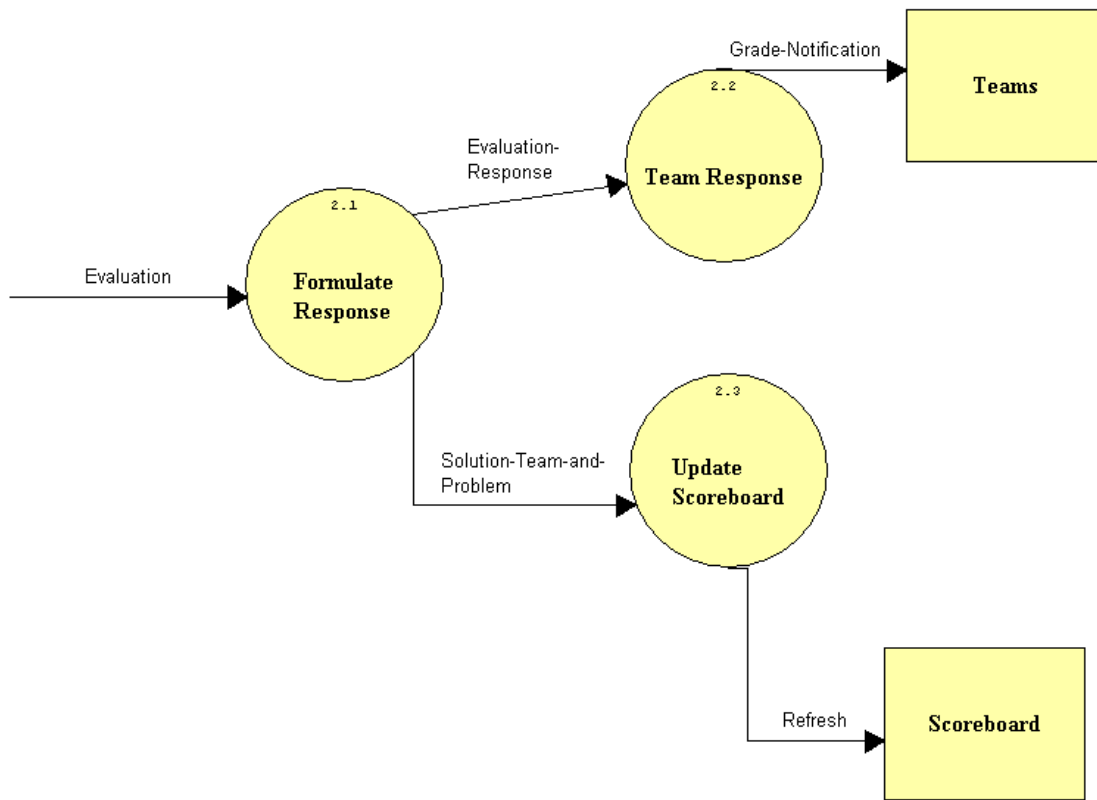 Grade-Notification
Teams
2.2
Team Response
Evaluation-
Response
2.1
Formulate
Response
Evaluation
2.3
Update
Scoreboard
Solution-Team-and-
Problem
Refresh
Scoreboard